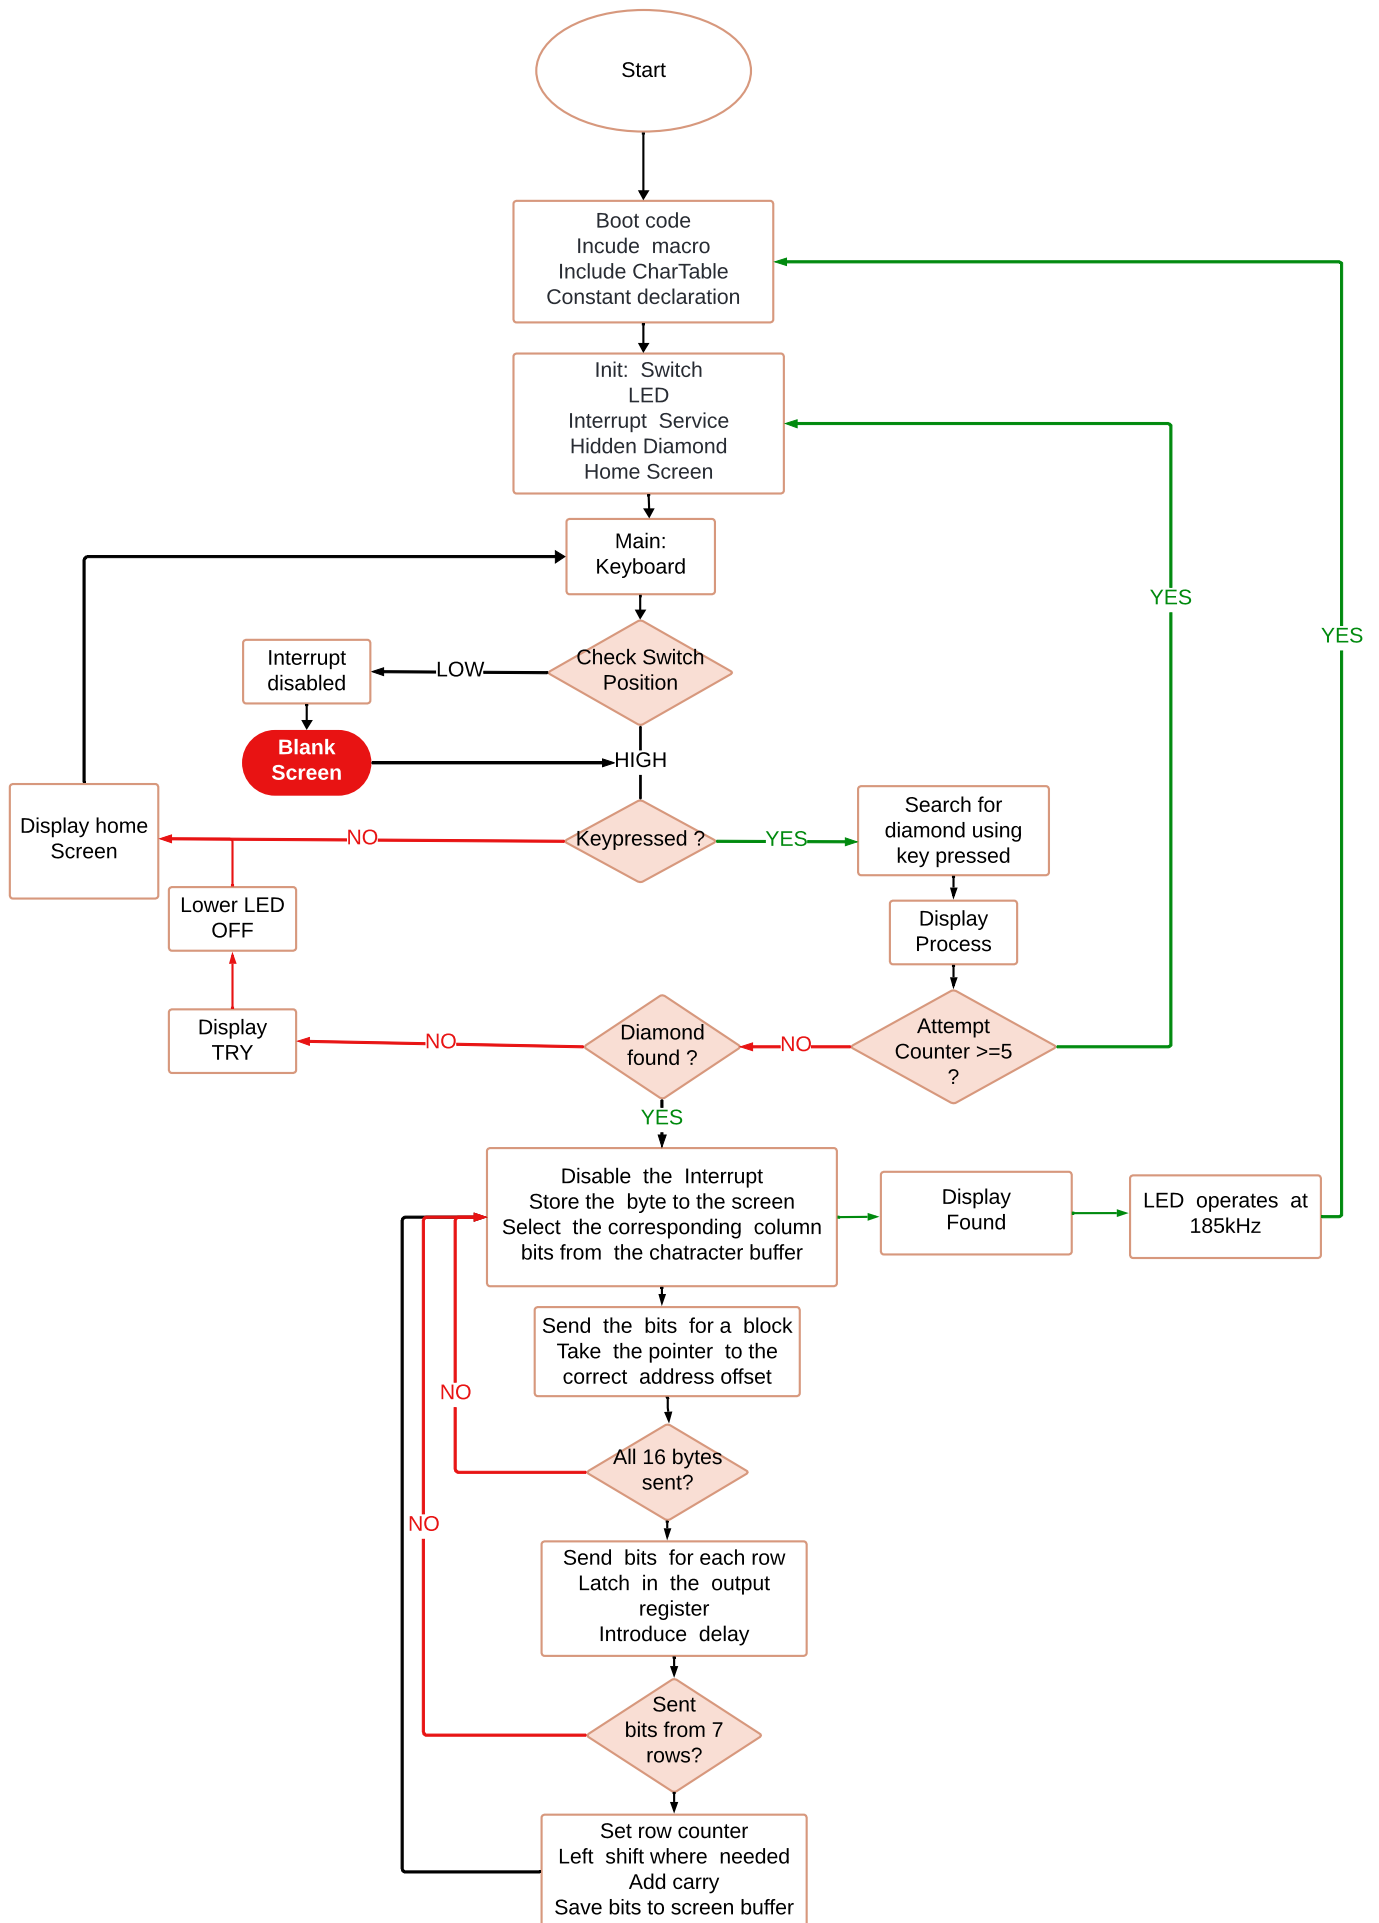 Start
Boot code
Incude macro
Include CharTable
Constant declaration
Init: Switch
LED
Interrupt Service
Hidden Diamond
Home Screen
Main:
Keyboard
Check Switch
Position
LOW
Interrupt
disabled
Blank
Screen
HIGH
YES
YES
Display home
Screen
NO
Keypressed ?
YES
Search for
diamond using
key pressed
Lower LED
OFF
Display
Process
Display
TRY
NO
Diamond
found ?
NO
Attempt
Counter >=5
?
YES
Disable the Interrupt
Store the byte to the screen
Select the corresponding column
bits from the chatracter buffer
Display
Found
LED operates at
185kHz
Send the bits for a block
Take the pointer to the
correct address offset
NO
All 16 bytes
sent?
NO
Send bits for each row
Latch in the output
register
Introduce delay
Sent
bits from 7
rows?
Set row counter
Left shift where needed
Add carry
Save bits to screen buffer